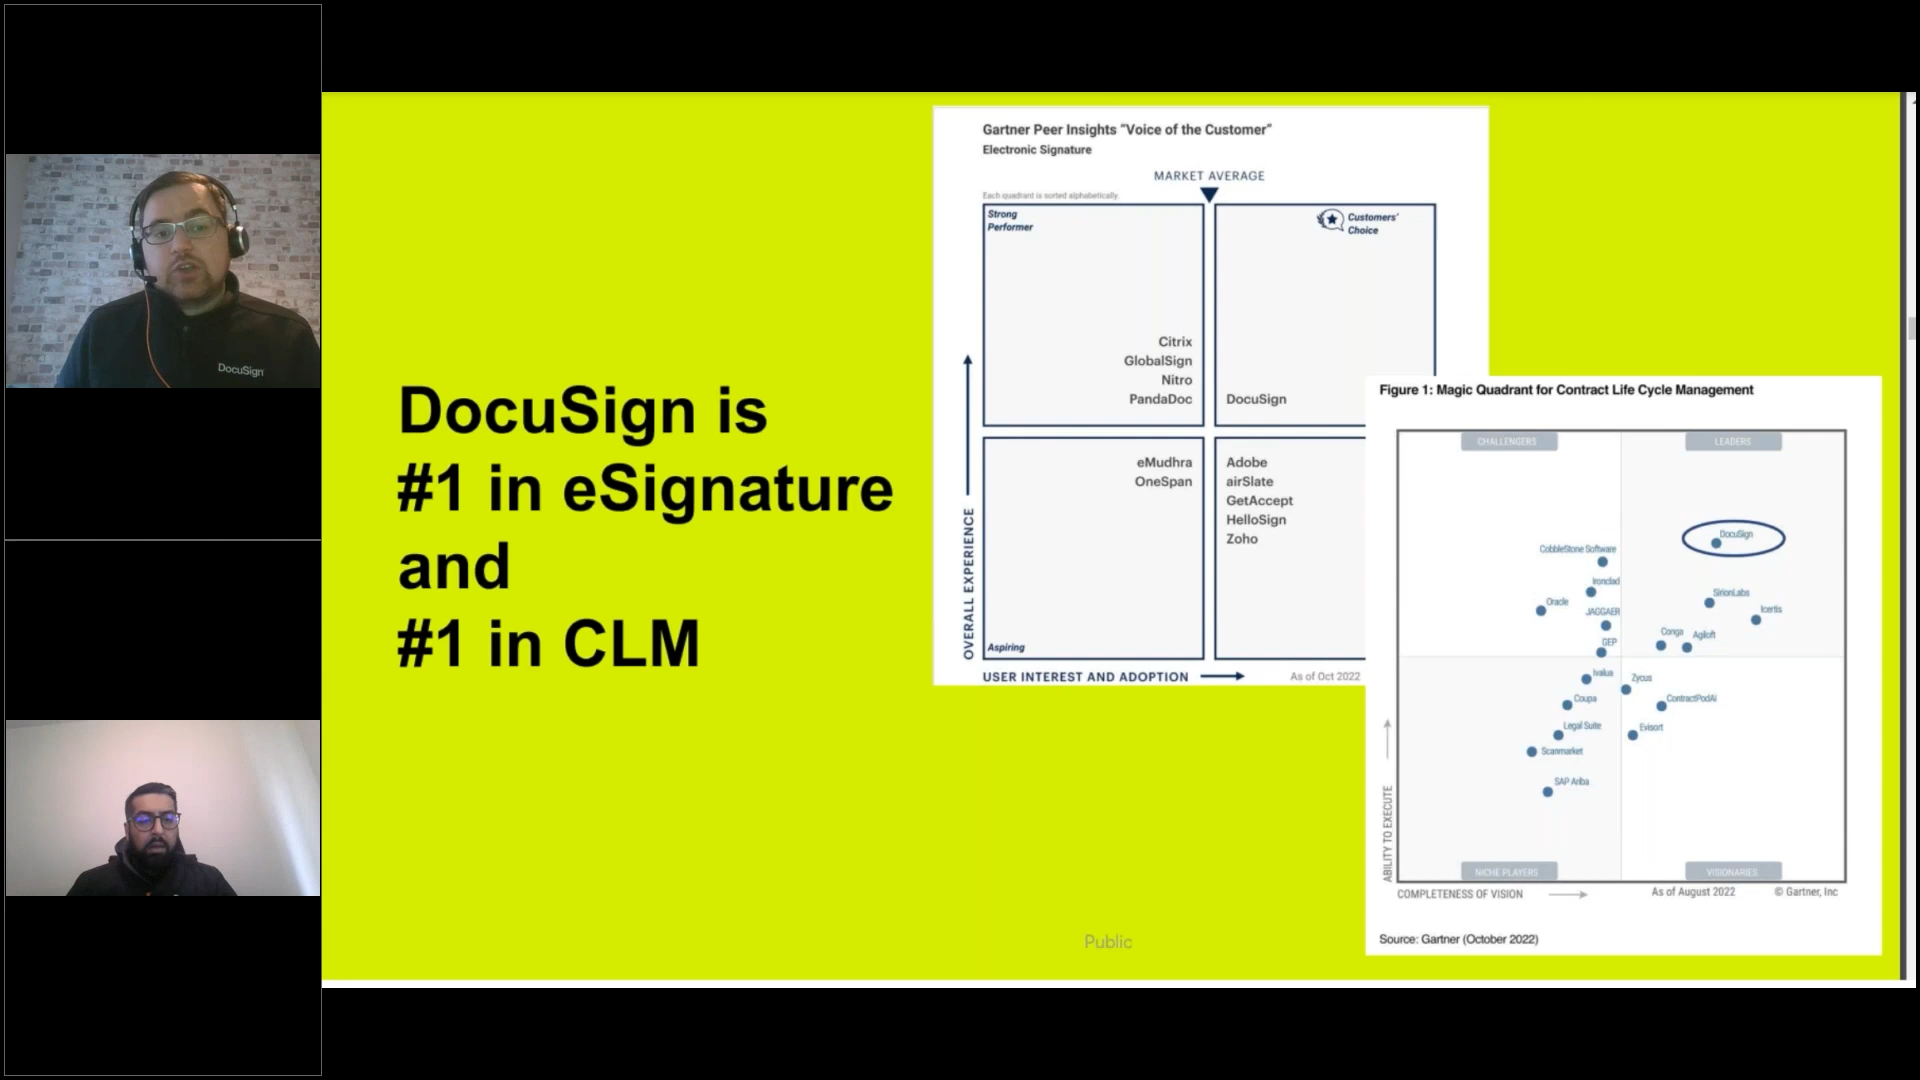 DocuSign
DocuSign is
#1 in eSignature
and
#1 in CLM
Gartner Peer Insights “Voice of the Customer”
Electronic Signature
MARKET AVERAGE
Each quadrant is sorted alphabetically.
Strong
Performer
Customers’
Choice
Citrix
GlobalSign
Nitro
PandaDoc
DocuSign
eMudhra
OneSpan
Adobe
airSlate
GetAccept
HelloSign
Zoho
Aspiring
OVERALL EXPERIENCE
USER INTEREST AND ADOPTION
As of Oct 2022
Figure 1: Magic Quadrant for Contract Life Cycle Management
CHALLENGERS
LEADERS
DocuSign
CobbleStone Software
Ironclad
Oracle
JAGGAER
GEP
SirionLabs
Icertis
Conga
Agiloft
Ivalua
Zycus
Coupa
ContractPodAi
Legal Suite
Evisort
Scanmarket
SAP Ariba
NICHE PLAYERS
VISIONARIES
ABILITY TO EXECUTE
COMPLETENESS OF VISION
As of August 2022
© Gartner, Inc
Source: Gartner (October 2022)
Public